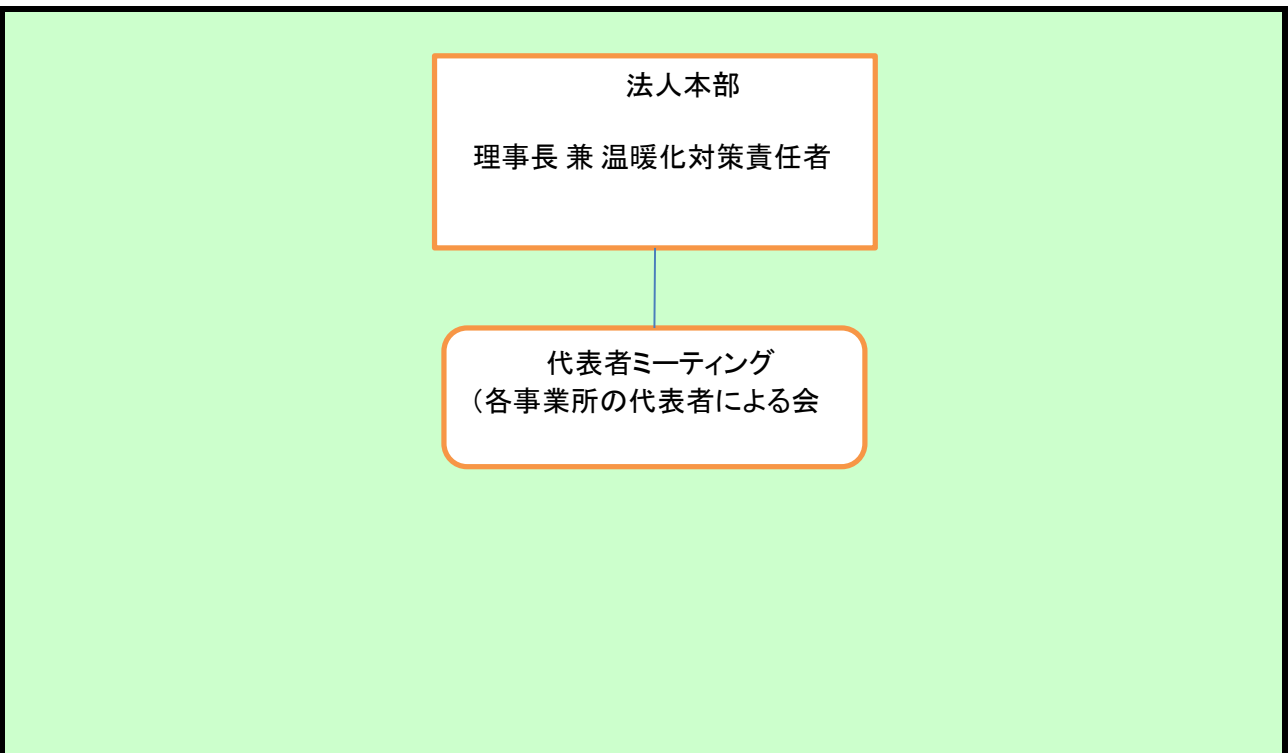 法人本部
理事長 兼 温暖化対策責任者
代表者ミーティング
（各事業所の代表者による会